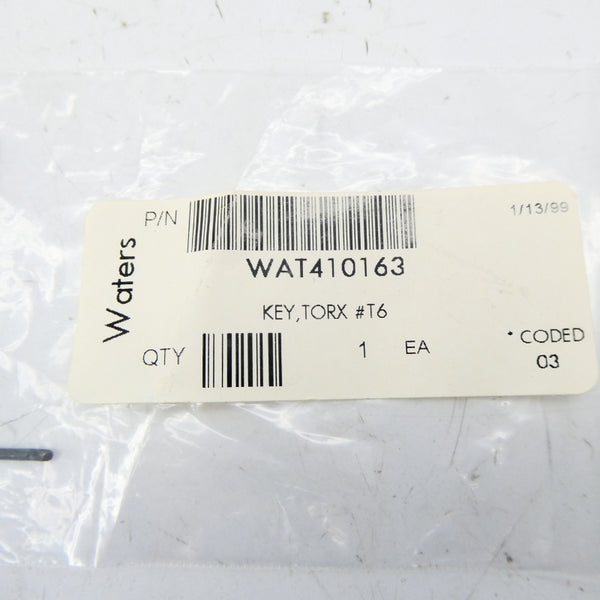 Waters
P/N
1/13/99
WAT410163
KEY,TORX #T6
QTY 1 EA
* CODED
03